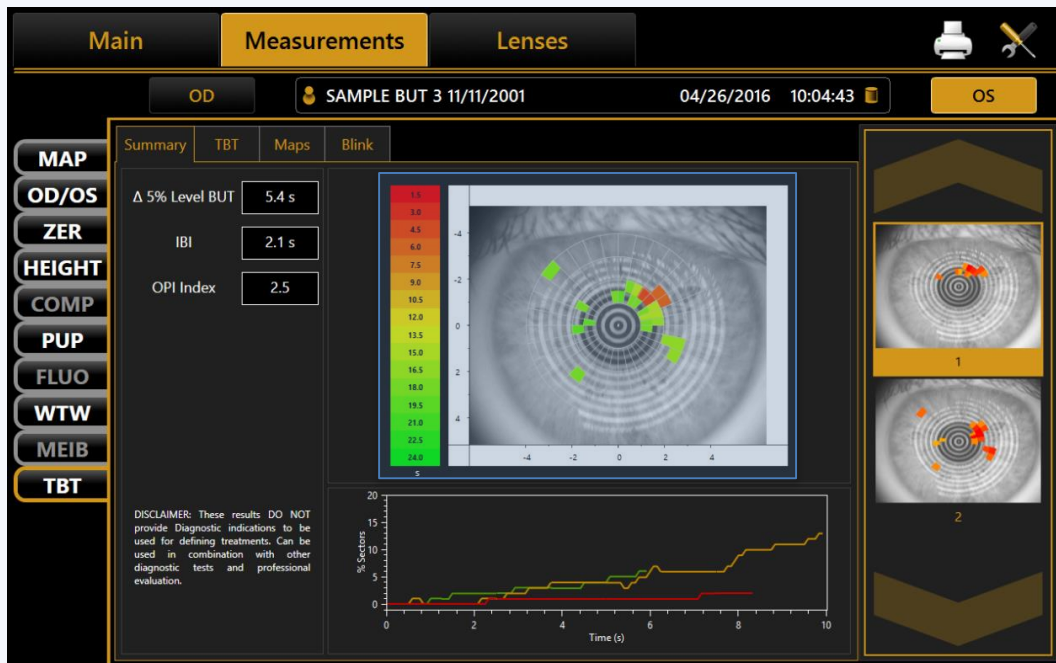 Main
Measurements
Lenses
OD
SAMPLE BUT 3 11/11/2001
04/26/2016 10:04:43
OS
MAP
OD/OS
ZER
HEIGHT
COMP
PUP
FLUO
WTW
MEIB
TBT
Summary
TBT
Maps
Blink
Δ 5% Level BUT 5.4 s
IBI 2.1 s
OPI Index 2.5
DISCLAIMER: These results DO NOT
provide Diagnostic indications to be
used for defining treatments. Can be
used in combination with other
diagnostic tests and professional
evaluation.
1.5
3.0
4.5
6.0
7.5
9.0
10.5
12.0
13.5
15.0
16.5
18.0
19.5
21.0
22.5
24.0
s
-4
-2
0
2
4
-4 -2 0 2 4
% Sectors
20
15
10
5
0
0 2 4 6 8 10
Time (s)
1
2